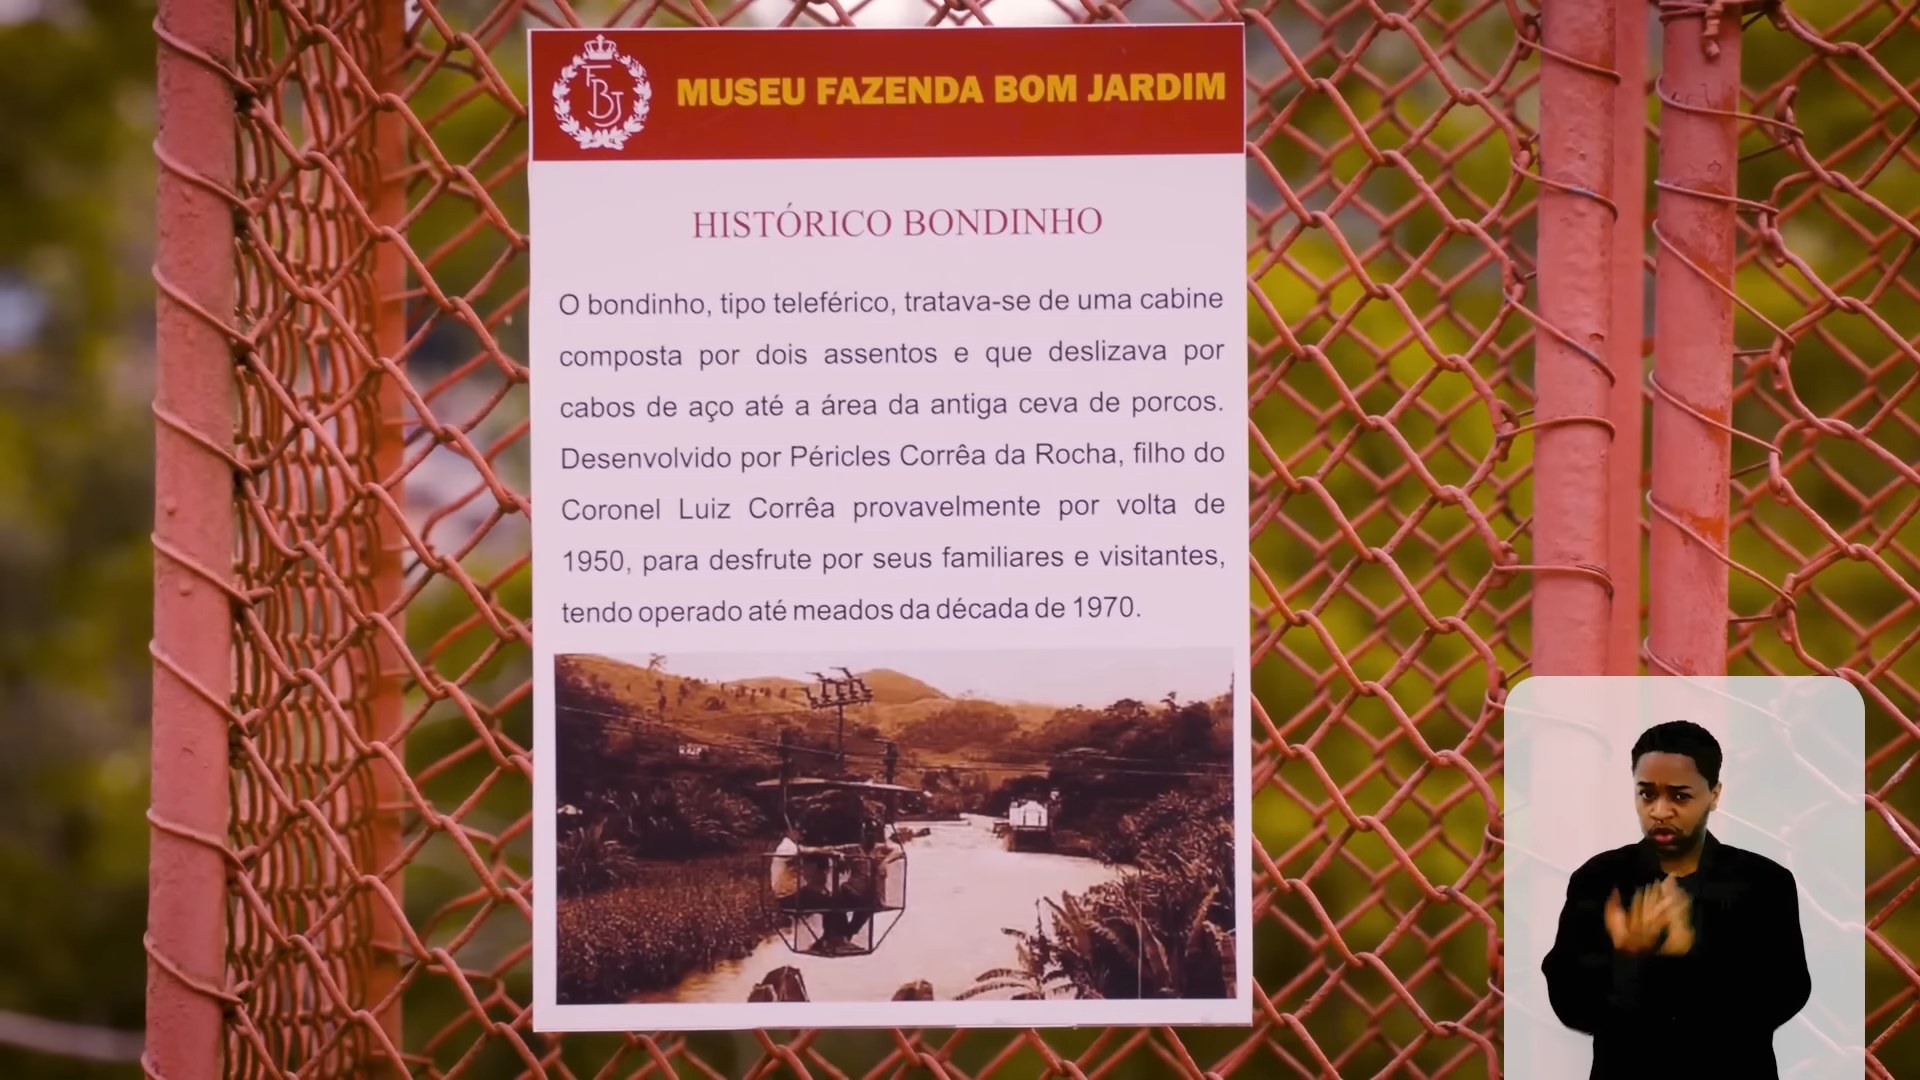 FBJ
MUSEU FAZENDA BOM JARDIM
HISTÓRICO BONDINHO
O bondinho, tipo teleférico, tratava-se de uma cabine
composta por dois assentos e que deslizava por
cabos de aço até a área da antiga ceva de porcos.
Desenvolvido por Péricles Corrêa da Rocha, filho do
Coronel Luiz Corrêa provavelmente por volta de
1950, para desfrute por seus familiares e visitantes,
tendo operado até meados da década de 1970.